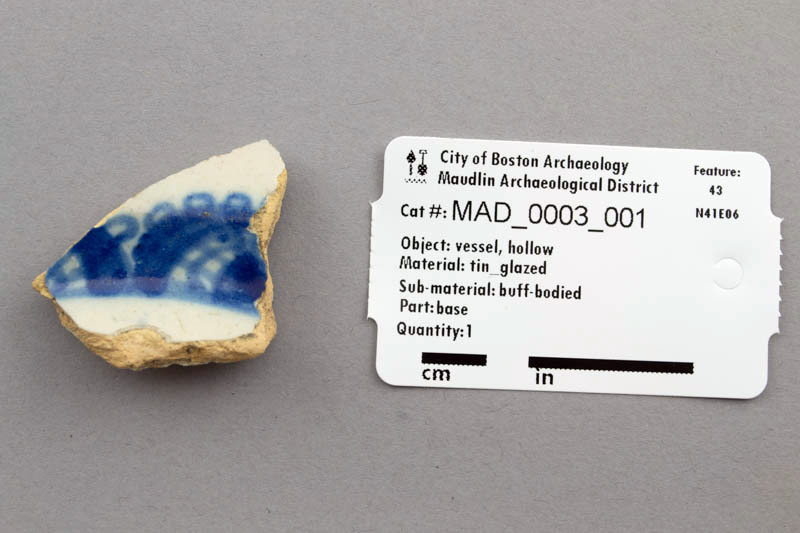 City of Boston Archaeology
Maudlin Archaeological District
Feature:
43
N41E06
Cat #: MAD_0003_001
Object: vessel, hollow
Material: tin_glazed
Sub-material: buff-bodied
Part: base
Quantity: 1
cm
in